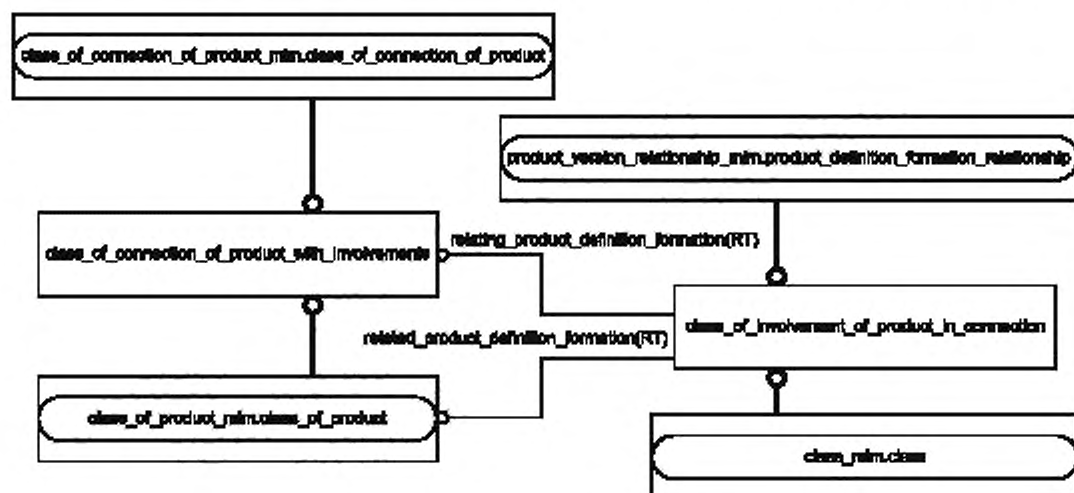 class_of_connection_of_product_mim.class_of_connection_of_product
product_version_relationship_mim.product_definition_formation_relationship
class_of_connection_of_product_with_involvements
relating_product_definition_formation(RT)
class_of_involvement_of_product_in_connection
related_product_definition_formation(RT)
class_of_product_mim.class_of_product
class_mim.class